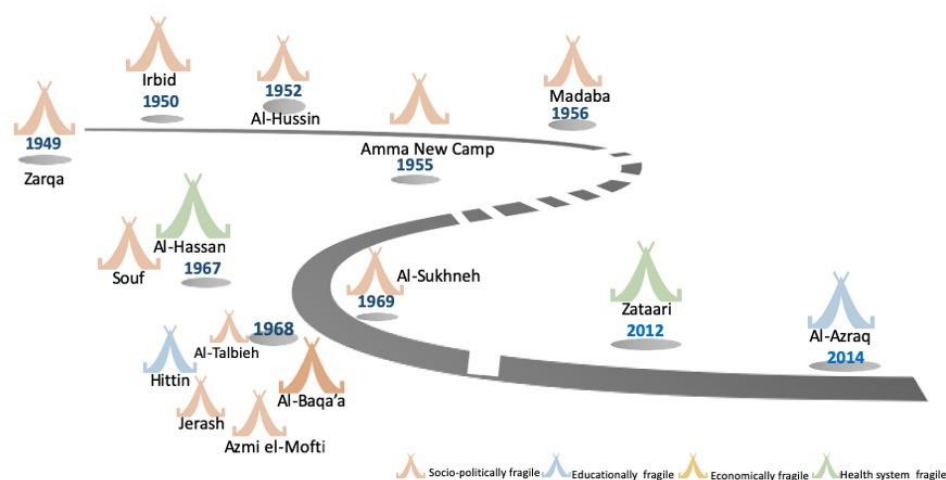 Irbid
1950
1952
Al-Hussin
Madaba
1956
1949
Zarqa
Amma New Camp
1955
Al-Hassan
1967
Souf
Al-Sukhneh
1969
Zataari
2012
Al-Azraq
2014
1968
Al-Talbieh
Hittin
Al-Baqa'a
Jerash
Azmi el-Mofti
Socio-politically fragile
Educationally fragile
Economically fragile
Health system fragile